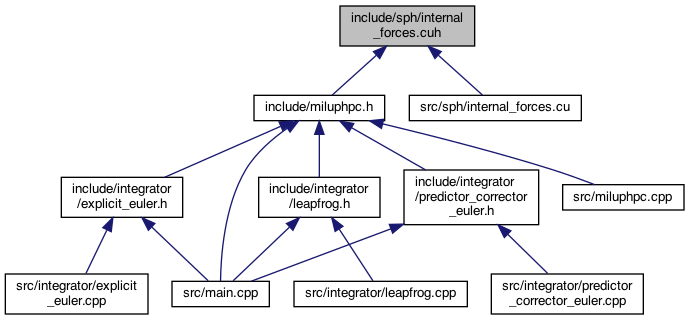 include/sph/internal
_forces.cuh
include/miluphpc.h
src/sph/internal_forces.cu
include/integrator
/explicit_euler.h
include/integrator
/leapfrog.h
include/integrator
/predictor_corrector
_euler.h
src/miluphpc.cpp
src/integrator/explicit
_euler.cpp
src/main.cpp
src/integrator/leapfrog.cpp
src/integrator/predictor
_corrector_euler.cpp